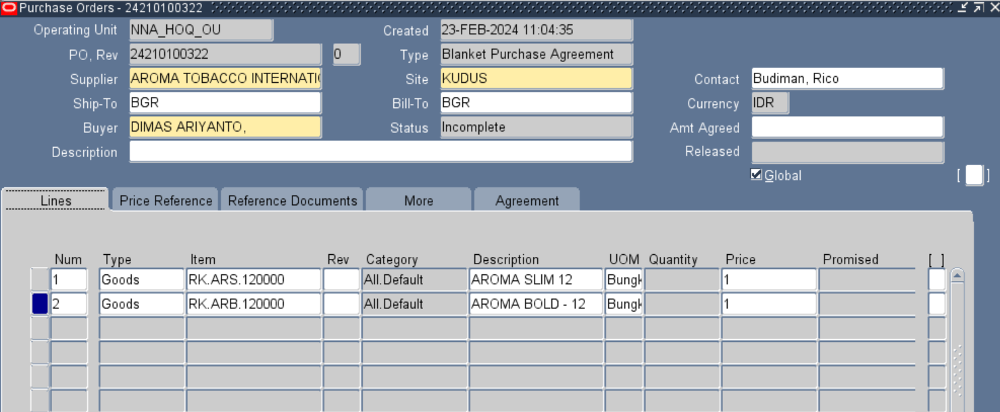 Purchase Orders - 24210100322
Operating Unit NNA_HOQ_OU Created 23-FEB-2024 11:04:35
PO, Rev 24210100322 0 Type Blanket Purchase Agreement
Supplier AROMA TOBACCO INTERNATI Site KUDUS Contact Budiman, Rico
Ship-To BGR Bill-To BGR Currency IDR
Buyer DIMAS ARIYANTO, Status Incomplete Amt Agreed
Description Released
Global [ ]
Lines Price Reference Reference Documents More Agreement
Num Type Item Rev Category Description UOM Quantity Price Promised [ ]
1 Goods RK.ARS.120000 All.Default AROMA SLIM 12 Bungk 1
2 Goods RK.ARB.120000 All.Default AROMA BOLD - 12 Bungk 1